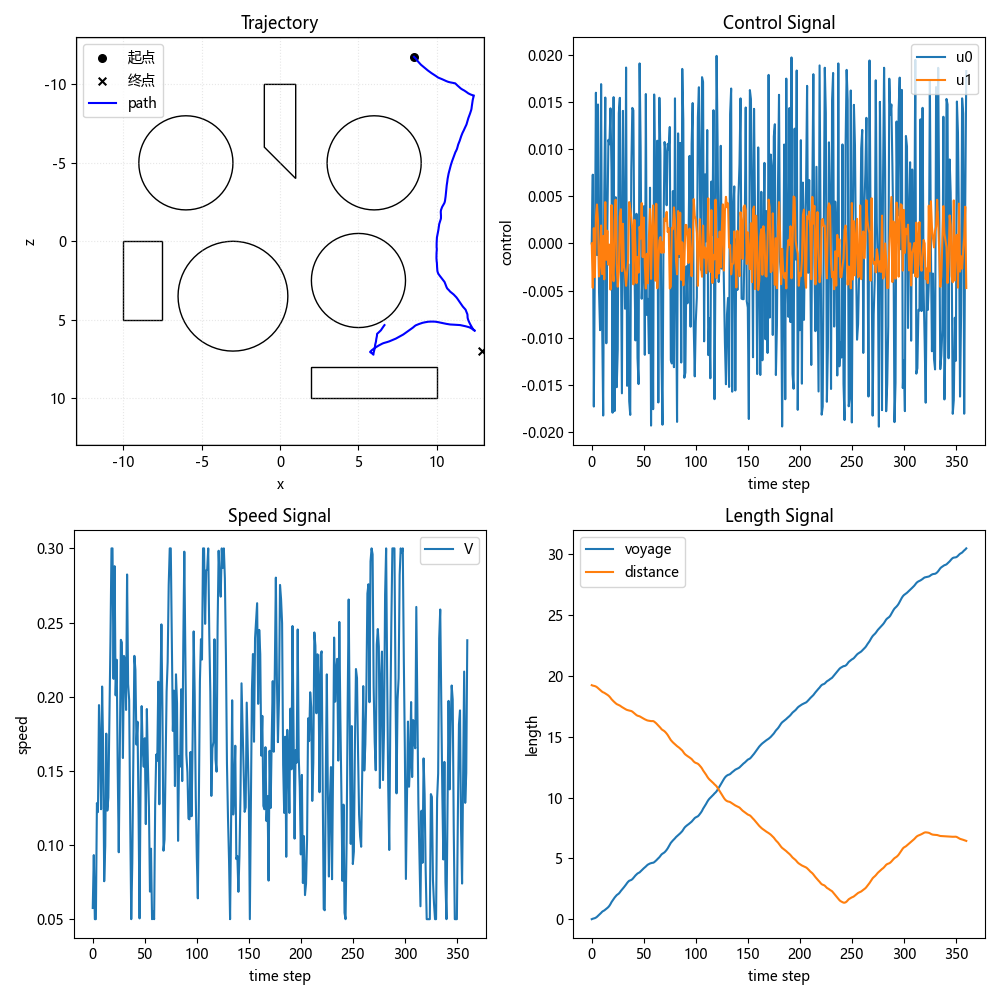 Trajectory
起点
终点
path
-10
-5
0
5
10
z
-10
-5
0
5
10
x
Control Signal
u0
u1
0.020
0.015
0.010
0.005
0.000
-0.005
-0.010
-0.015
-0.020
control
0
50
100
150
200
250
300
350
time step
Speed Signal
V
0.30
0.25
0.20
0.15
0.10
0.05
speed
0
50
100
150
200
250
300
350
time step
Length Signal
voyage
distance
30
25
20
15
10
5
0
length
0
50
100
150
200
250
300
350
time step